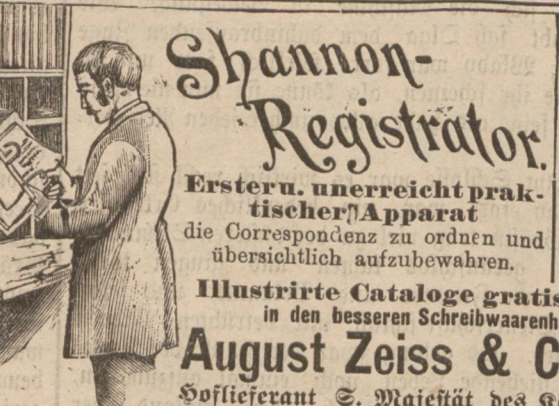 Shannon-
Registrator.
Erster u. unerreicht prak-
tischer Apparat
die Correspondenz zu ordnen und
übersichtlich aufzubewahren.
Illustrirte Cataloge gratis
in den besseren Schreibwaarenh
August Zeiss & C
Hoflieferant S. Majestät des K